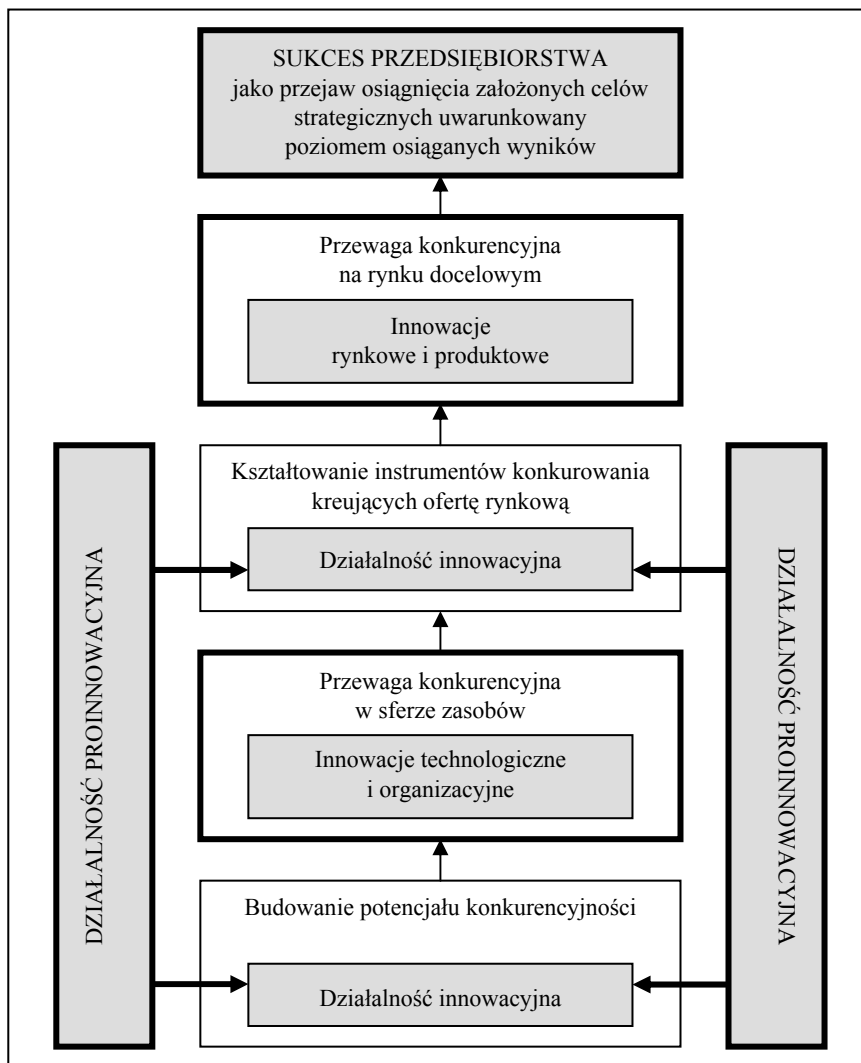 SUKCES PRZEDSIĘBIORSTWA
jako przejaw osiągnięcia założonych celów
strategicznych uwarunkowany
poziomem osiąganych wyników
Przewaga konkurencyjna
na rynku docelowym
Innowacje
rynkowe i produktowe
Kształtowanie instrumentów konkurowania
kreujących ofertę rynkową
Działalność innowacyjna
DZIAŁALNOŚĆ PROINNOWACYJNA
DZIAŁALNOŚĆ PROINNOWACYJNA
Przewaga konkurencyjna
w sferze zasobów
Innowacje technologiczne
i organizacyjne
Budowanie potencjału konkurencyjności
Działalność innowacyjna